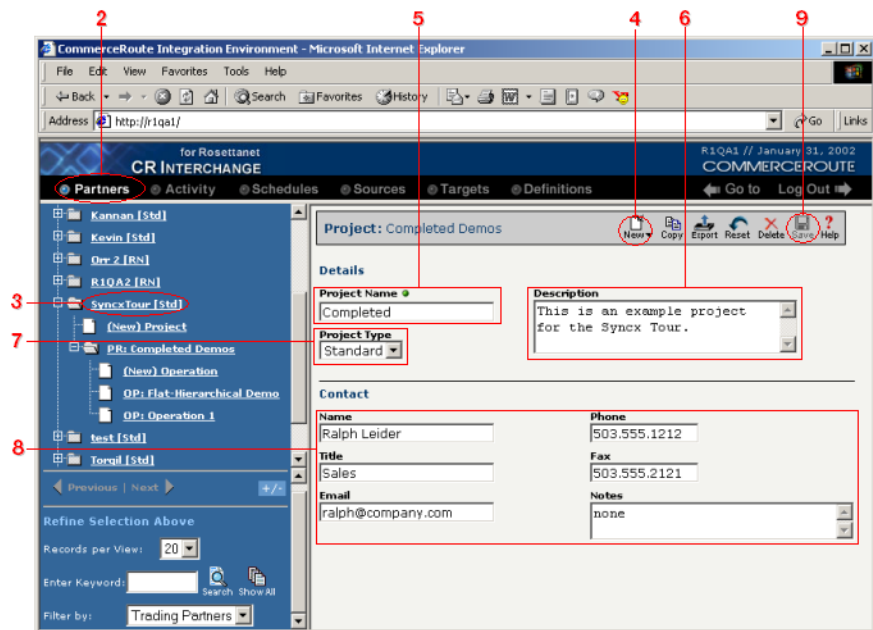 2 5 4 6 9
CommerceRoute Integration Environment - Microsoft Internet Explorer
File Edit View Favorites Tools Help
Back Search Favorites History
Address http://r1qa1/ Go Links
for Rosettanet
CR INTERCHANGE
R1QA1 // January 31, 2002
COMMERCEROUTE
Partners Activity Schedules Sources Targets Definitions Go to Log Out
Kannan [Std]
Kevin [Std]
Orr 2 [RN]
R1QA2 [RN]
3 SyncxTour [Std]
(New) Project
7
PR: Completed Demos
(New) Operation
OP: Flat-Hierarchical Demo
OP: Operation 1
8
test [Std]
Torgil [Std]
Previous | Next +/-
Refine Selection Above
Records per View: 20
Enter Keyword: Search Show All
Filter by: Trading Partners
Project: Completed Demos
New Copy Export Reset Delete Save Help
Details
Project Name
Completed
Description
This is an example project
for the Syncx Tour.
Project Type
Standard
Contact
Name
Ralph Leider
Phone
503.555.1212
Title
Sales
Fax
503.555.2121
Email
ralph@company.com
Notes
none